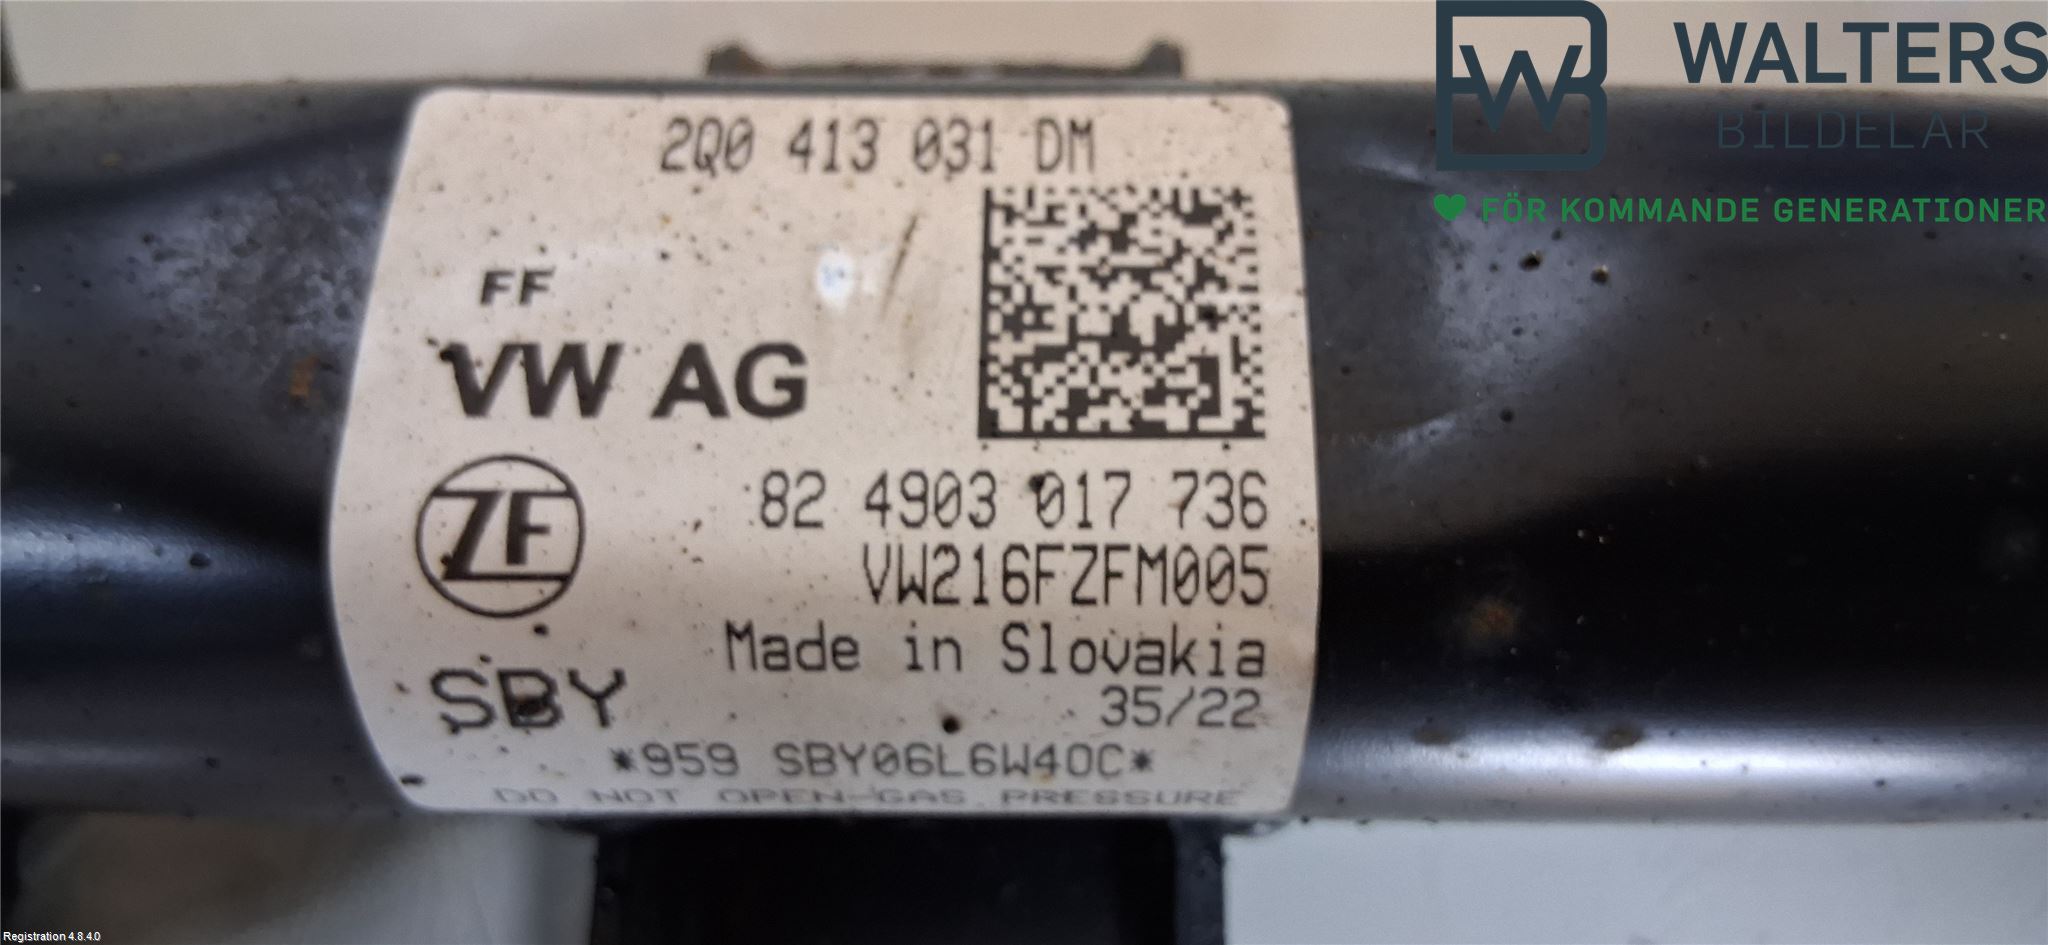 2Q0 413 031 DM
FF
VW AG
ZF
82 4903 017 736
VW216FZFM005
Made in Slovakia
SBY
35/22
*959 SBY06L6W4OC*
DO NOT OPEN-GAS PRESSURE
W
WALTERS
BILDELAR
FÖR KOMMANDE GENERATIONER
Registration 4.8.4.0